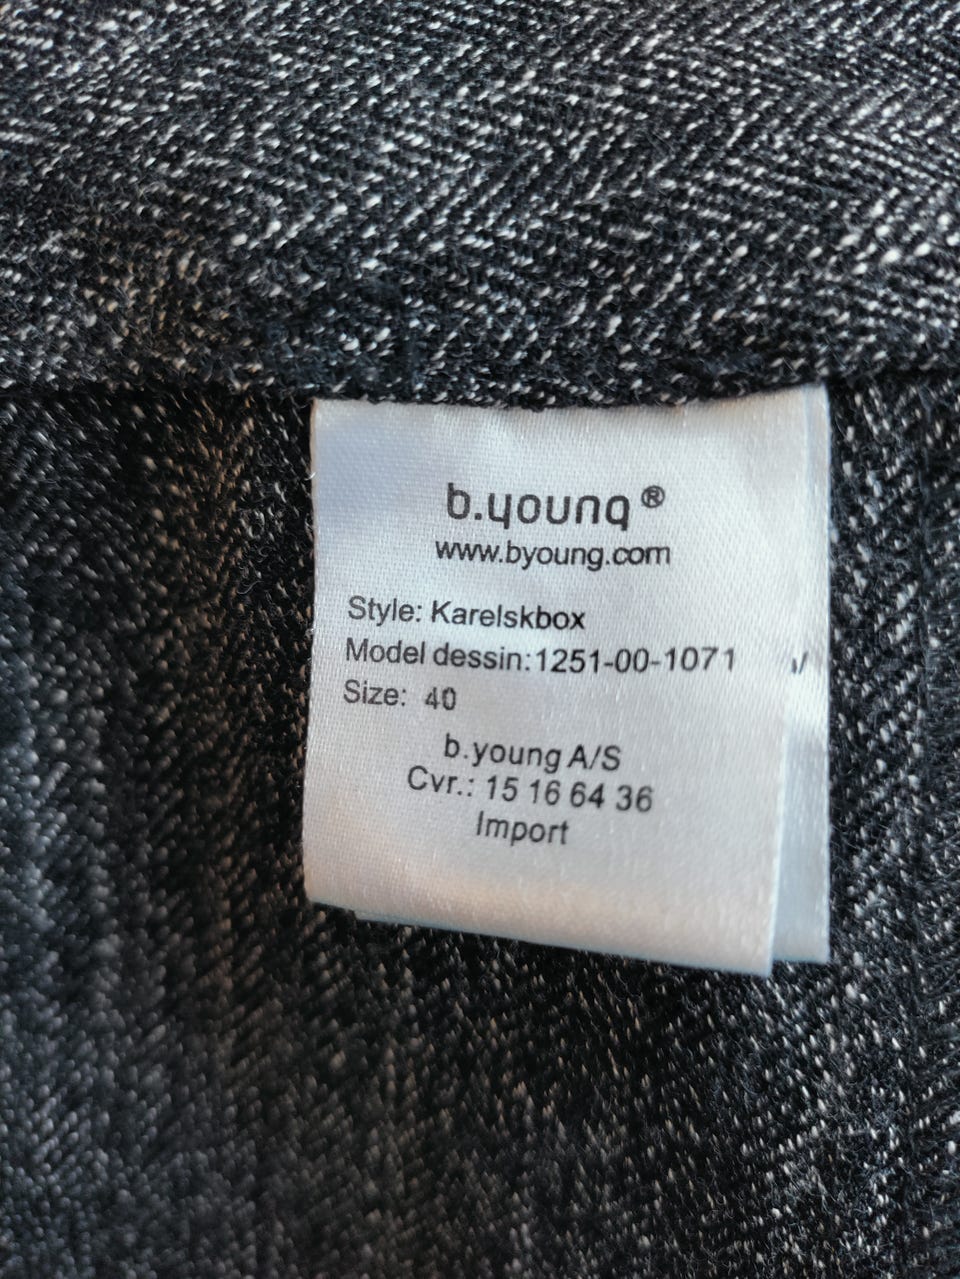 b.young®
www.byoung.com
Style: Karelskbox
Model dessin:1251-00-1071
Size: 40
b.young A/S
Cvr.: 15 16 64 36
Import